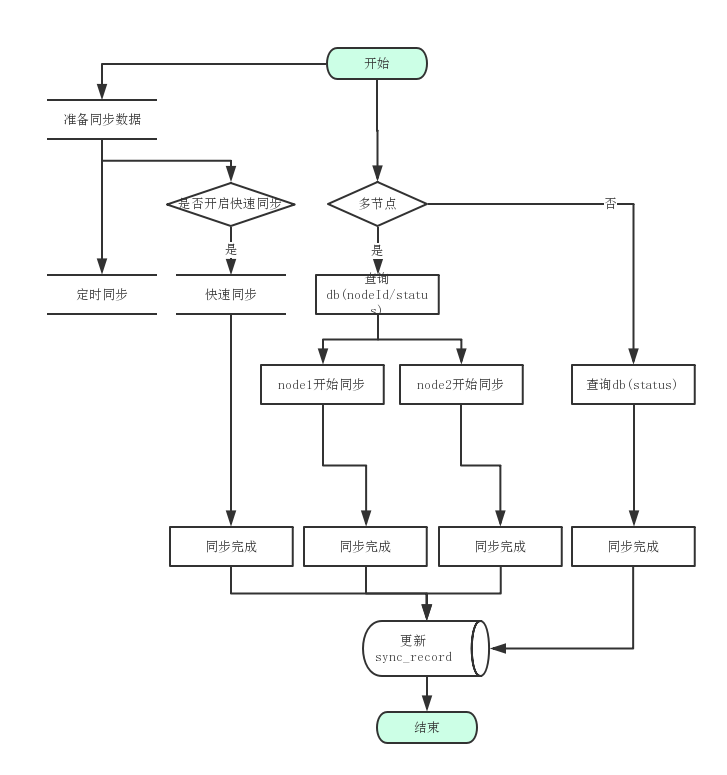 开始
准备同步数据
是否开启快速同步
多节点
否
是
是
定时同步
快速同步
查询
db(nodeId/statu
s)
node1开始同步
node2开始同步
查询db(status)
同步完成
同步完成
同步完成
同步完成
更新
sync_record
结束